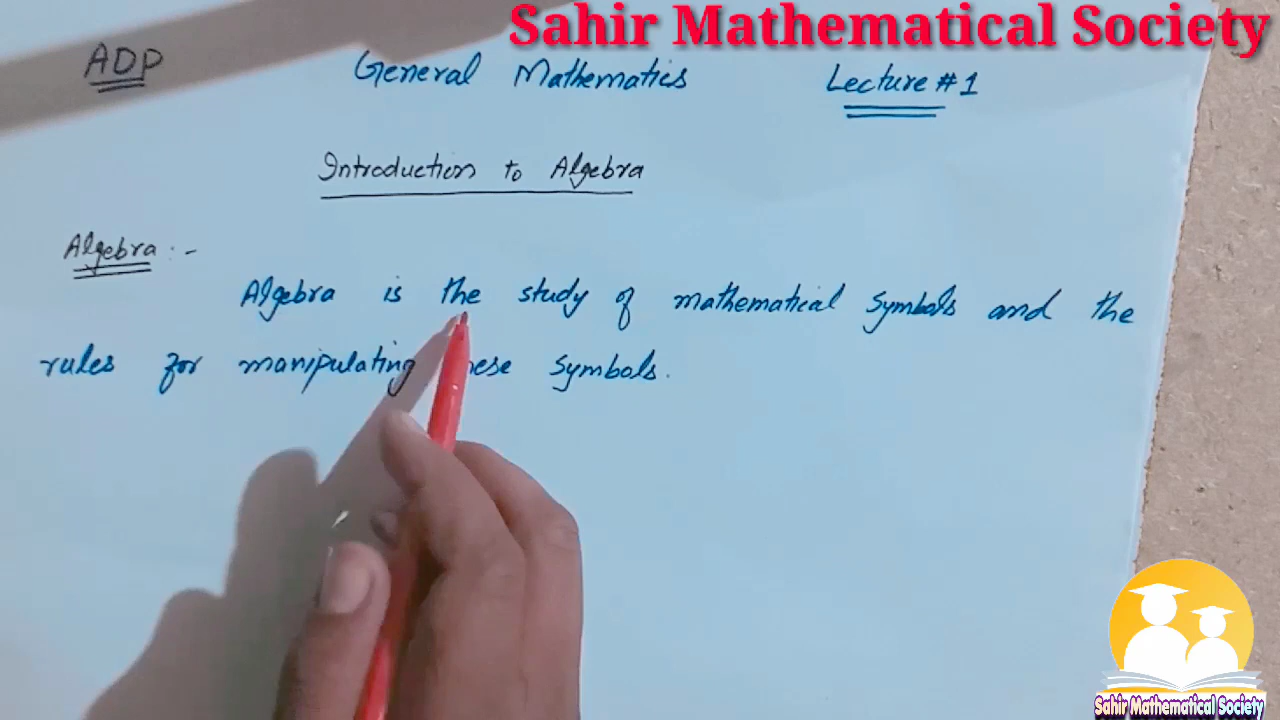 Sahir Mathematical Society
ADP General Mathematics Lecture # 1
Introduction to Algebra
Algebra :-
Algebra is the study of mathematical symbols and the
rules for manipulating hese symbols.
Sahir Mathematical Society